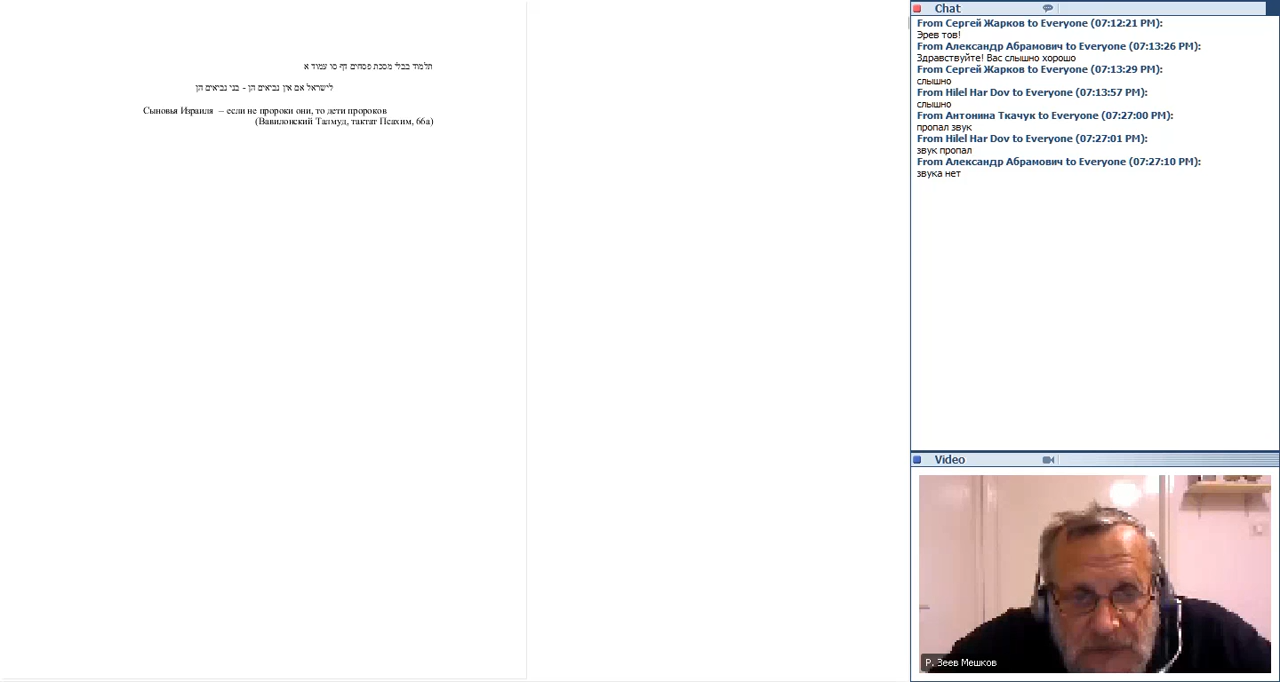 תלמוד בבלי מסכת פסחים דף סו עמוד א
לישראל אם אין נביאים הן - בני נביאים הן
Сыновья Израиля – если не пророки они, то дети пророков
(Вавилонский Талмуд, тактат Псахим, 66а)
Chat
From Сергей Жарков to Everyone (07:12:21 PM):
Эрев тов!
From Александр Абрамович to Everyone (07:13:26 PM):
Здравствуйте! Вас слышно хорошо
From Сергей Жарков to Everyone (07:13:29 PM):
слышно
From Hilel Har Dov to Everyone (07:13:57 PM):
слышно
From Антонина Ткачук to Everyone (07:27:00 PM):
пропал звук
From Hilel Har Dov to Everyone (07:27:01 PM):
звук пропал
From Александр Абрамович to Everyone (07:27:10 PM):
звука нет
Video
Р. Зеев Мешков